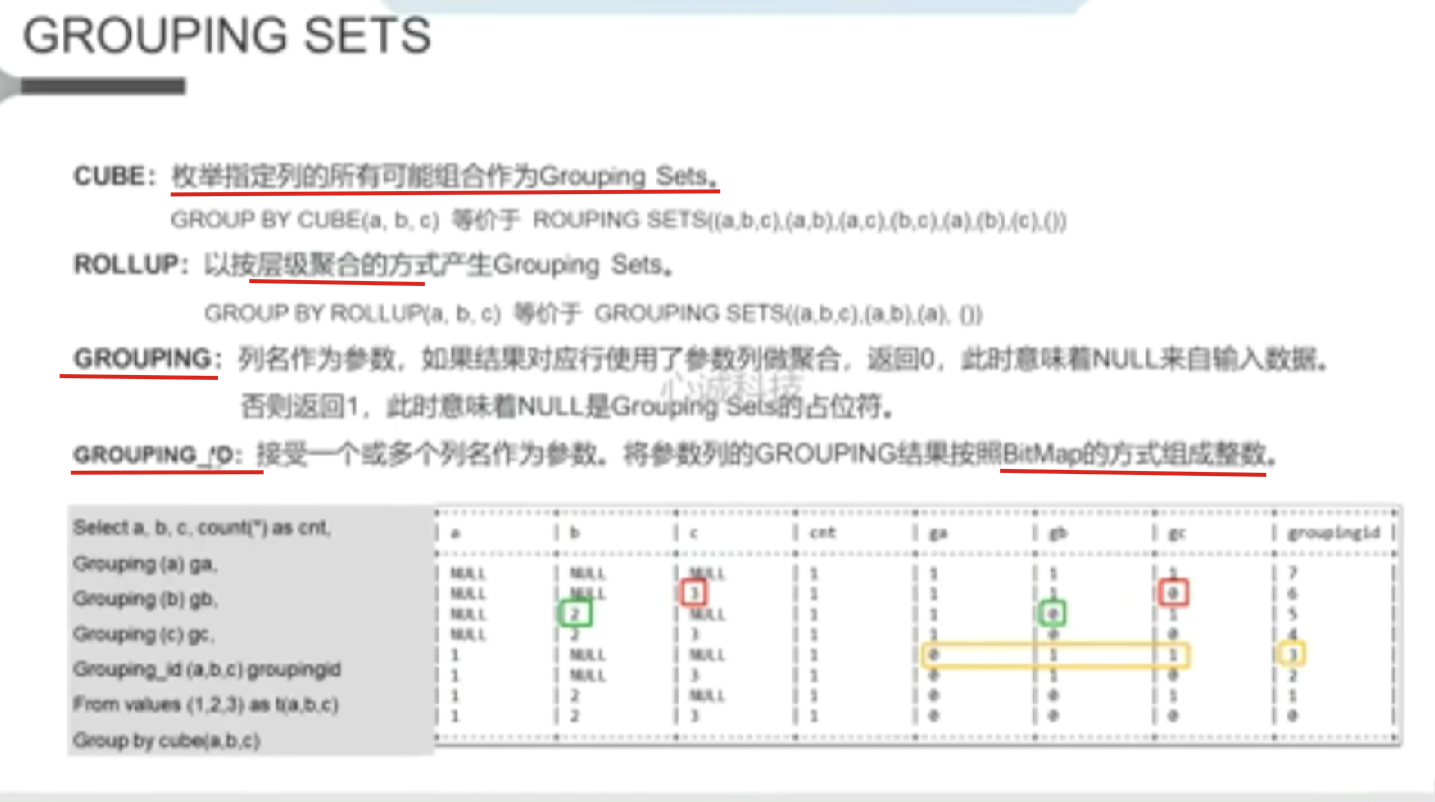 GROUPING SETS
CUBE：枚举指定列的所有可能组合作为Grouping Sets。
GROUP BY CUBE(a, b, c) 等价于 ROUPING SETS((a,b,c),(a,b),(a,c),(b,c),(a),(b),(c),())
ROLLUP：以按层级聚合的方式产生Grouping Sets。
GROUP BY ROLLUP(a, b, c) 等价于 GROUPING SETS((a,b,c),(a,b),(a), ())
GROUPING：列名作为参数，如果结果对应行使用了参数列做聚合，返回0，此时意味着NULL来自输入数据。
心诚科技
否则返回1，此时意味着NULL是Grouping Sets的占位符。
GROUPING_ID：接受一个或多个列名作为参数。将参数列的GROUPING结果按照BitMap的方式组成整数。
Select a, b, c, count(*) as cnt,
Grouping (a) ga,
Grouping (b) gb,
Grouping (c) gc,
Grouping_id (a,b,c) groupingid
From values (1,2,3) as t(a,b,c)
Group by cube(a,b,c)
| a | b | c | cnt | ga | gb | gc | groupingid |
| NULL | NULL | NULL | 1 | 1 | 1 | 1 | 7 |
| NULL | NULL | 3 | 1 | 1 | 1 | 0 | 6 |
| NULL | 2 | NULL | 1 | 1 | 0 | 1 | 5 |
| NULL | 2 | 3 | 1 | 1 | 0 | 0 | 4 |
| 1 | NULL | NULL | 1 | 0 | 1 | 1 | 3 |
| 1 | NULL | 3 | 1 | 0 | 1 | 0 | 2 |
| 1 | 2 | NULL | 1 | 0 | 0 | 1 | 1 |
| 1 | 2 | 3 | 1 | 0 | 0 | 0 | 0 |